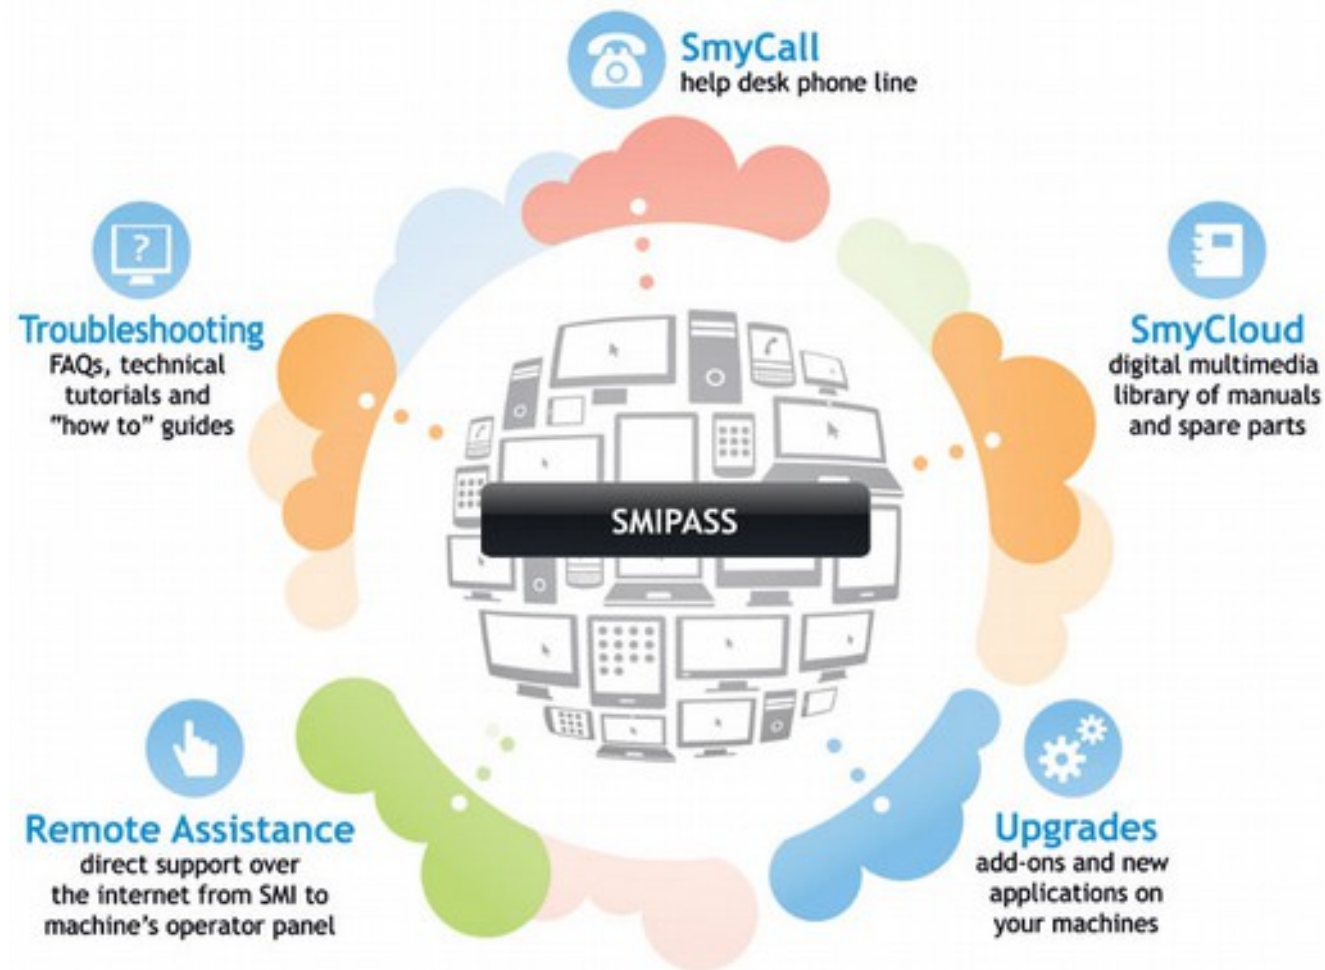 SmyCall
help desk phone line
?
Troubleshooting
FAQs, technical
tutorials and
"how to" guides
SmyCloud
digital multimedia
library of manuals
and spare parts
SMIPASS
Remote Assistance
direct support over
the internet from SMI to
machine's operator panel
Upgrades
add-ons and new
applications on
your machines